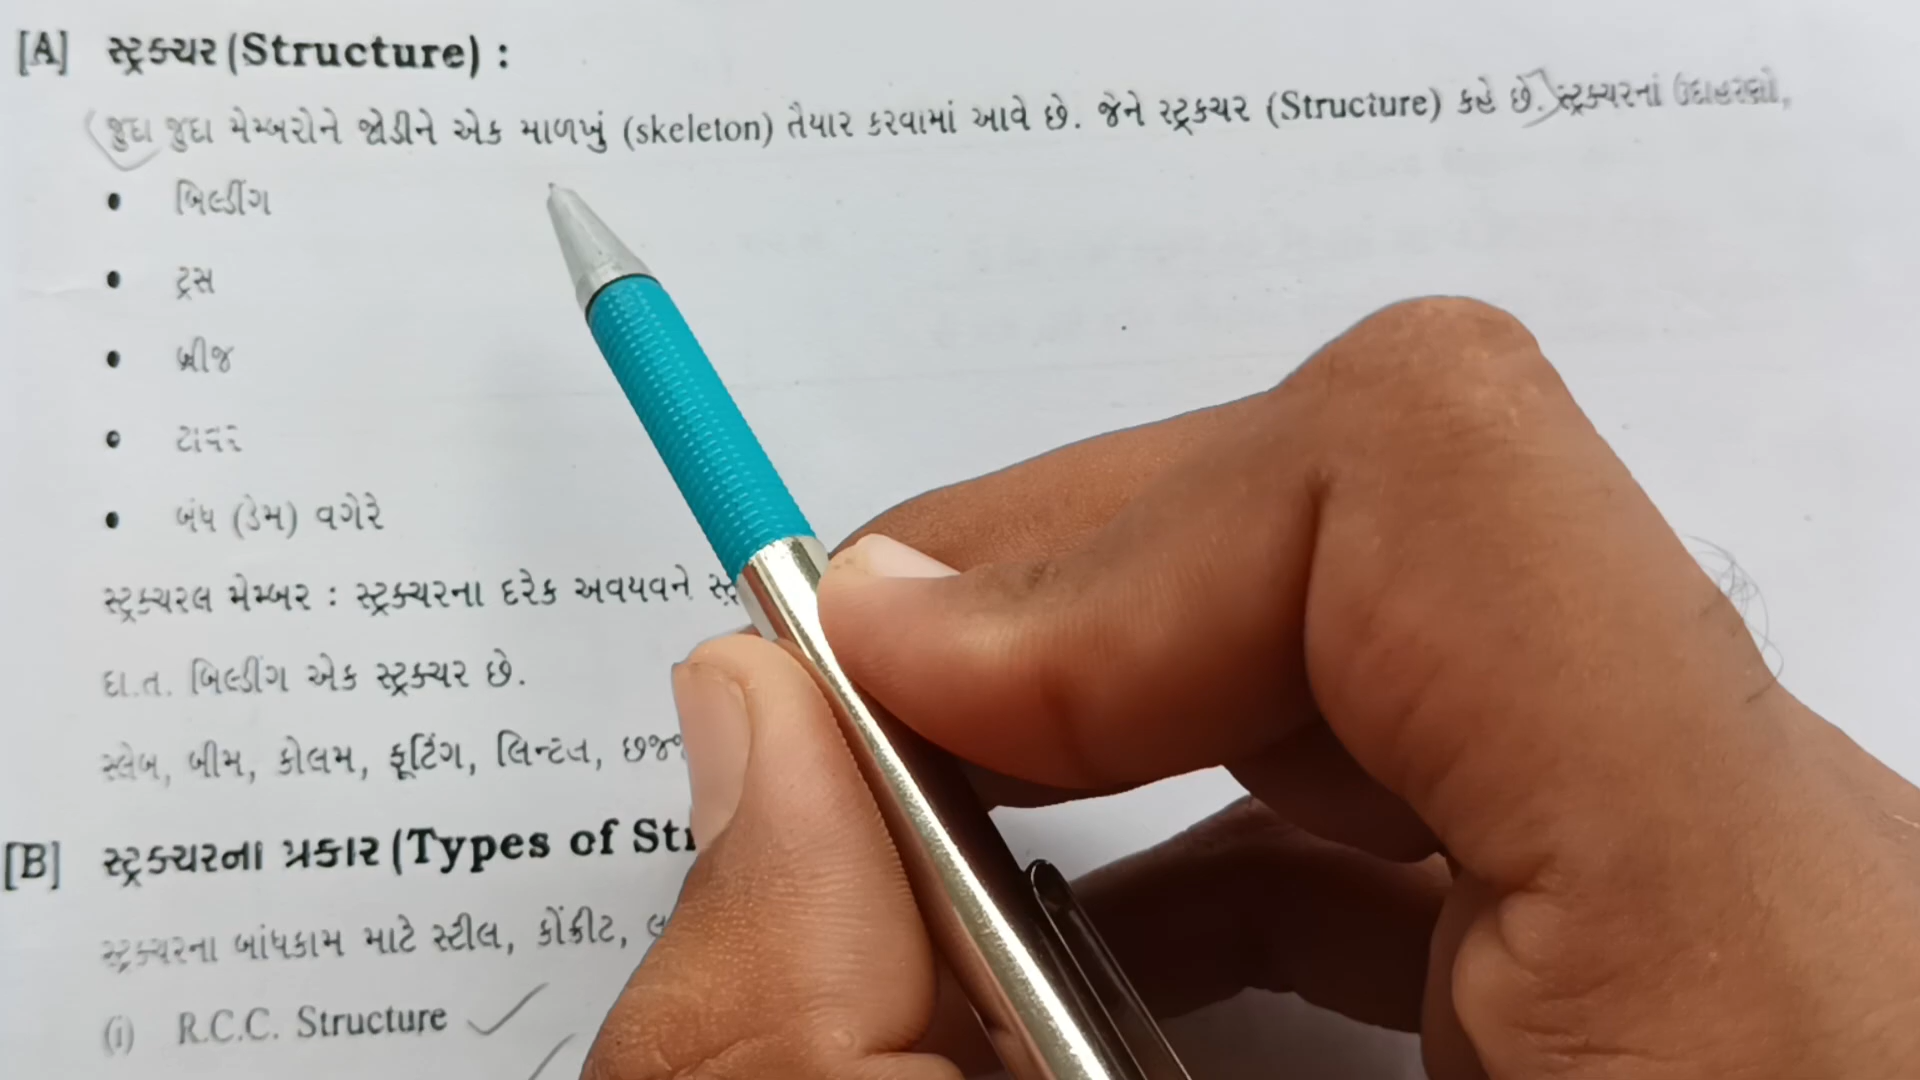 [A] સ્ટ્રક્ચર (Structure) :
જુદા જુદા મેમ્બરોને જોડીને એક માળખું (skeleton) તૈયાર કરવામાં આવે છે. જેને સ્ટ્રક્ચર (Structure) કહે છે. સ્ટ્રક્ચરનાં ઉદાહરણો,
• બિલ્ડીંગ
• ટ્રસ
• બ્રીજ
• ટાવર
• બંધ (ડેમ) વગેરે
સ્ટ્રક્ચરલ મેમ્બર : સ્ટ્રક્ચરના દરેક અવયવને
દા.ત. બિલ્ડીંગ એક સ્ટ્રક્ચર છે.
સ્લેબ, બીમ, કોલમ, ફૂટિંગ, લિન્ટલ,
[B] સ્ટ્રક્ચરના પ્રકાર (Types of
સ્ટ્રક્ચરના બાંધકામ માટે સ્ટીલ, કોંક્રીટ,
(i) R.C.C. Structure